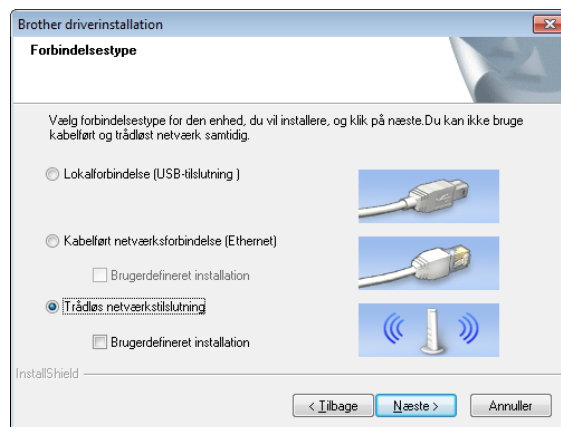 Brother driverinstallation
Forbindelsestype
Vælg forbindelsestype for den enhed, du vil installere, og klik på næste.Du kan ikke bruge
kabelført og trådløst netværk samtidig.
Lokalforbindelse (USB-tilslutning )
Kabelført netværksforbindelse (Ethernet)
Brugerdefineret installation
Trådløs netværkstilslutning
Brugerdefineret installation
InstallShield
< Tilbage
Næste >
Annuller